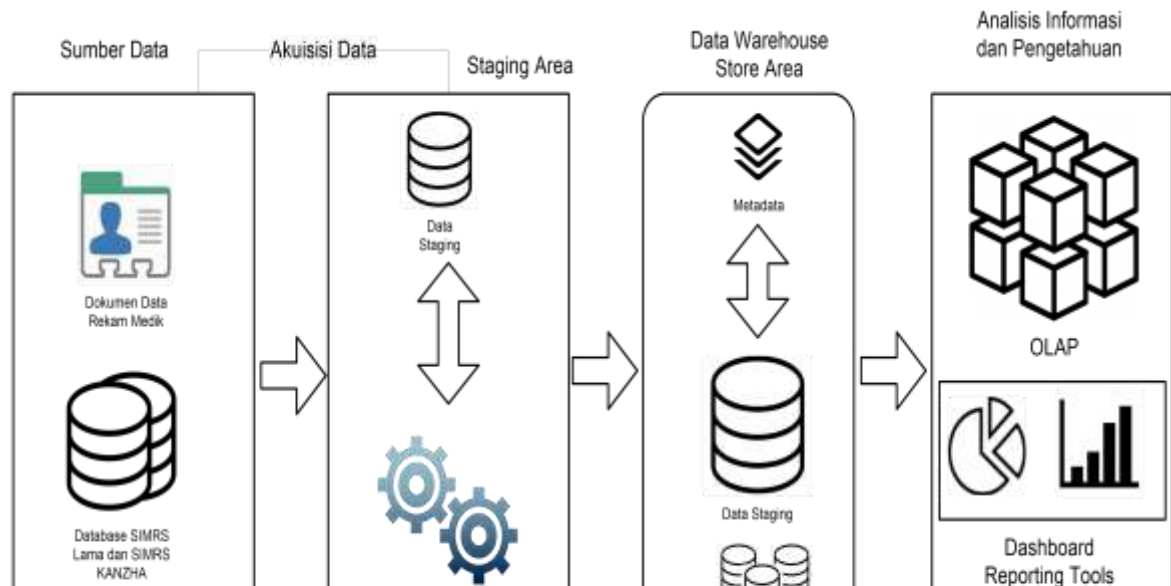 Sumber Data
Akuisisi Data
Staging Area
Data Warehouse
Store Area
Analisis Informasi
dan Pengetahuan
Dokumen Data
Rekam Medik
Database SIMRS
Lama dan SIMRS
KANZHA
Data
Staging
Metadata
Data Staging
OLAP
Dashboard
Reporting Tools